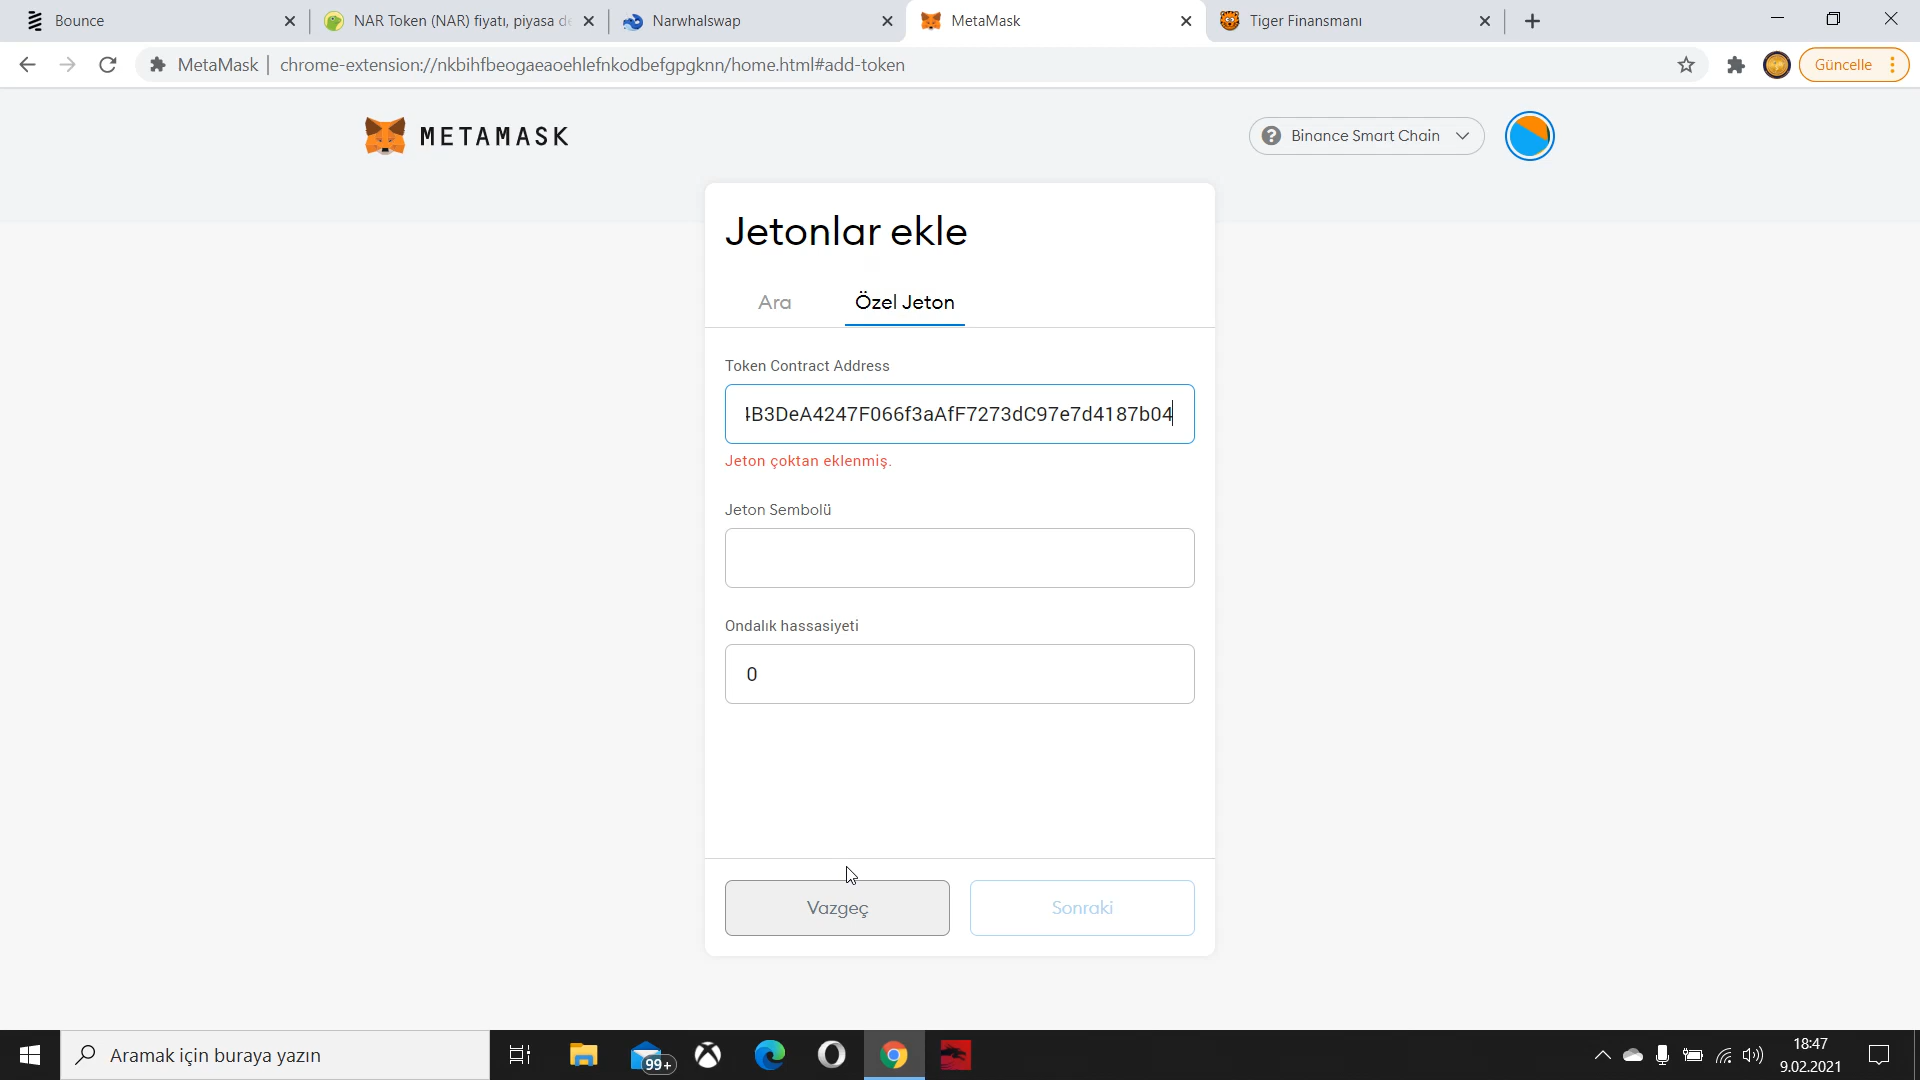 Bounce
NAR Token (NAR) fiyatı, piyasa de
Narwhalswap
MetaMask
Tiger Finansmanı
MetaMask
chrome-extension://nkbihfbeogaeaoehlefnkodbefgpgknn/home.html#add-token
Güncelle
METAMASK
Binance Smart Chain
Jetonlar ekle
Ara
Özel Jeton
Token Contract Address
4B3DeA4247F066f3aAfF7273dC97e7d4187b04
Jeton çoktan eklenmiş.
Jeton Sembolü
Ondalık hassasiyeti
0
Vazgeç
Sonraki
Aramak için buraya yazın
99+
18:47
9.02.2021